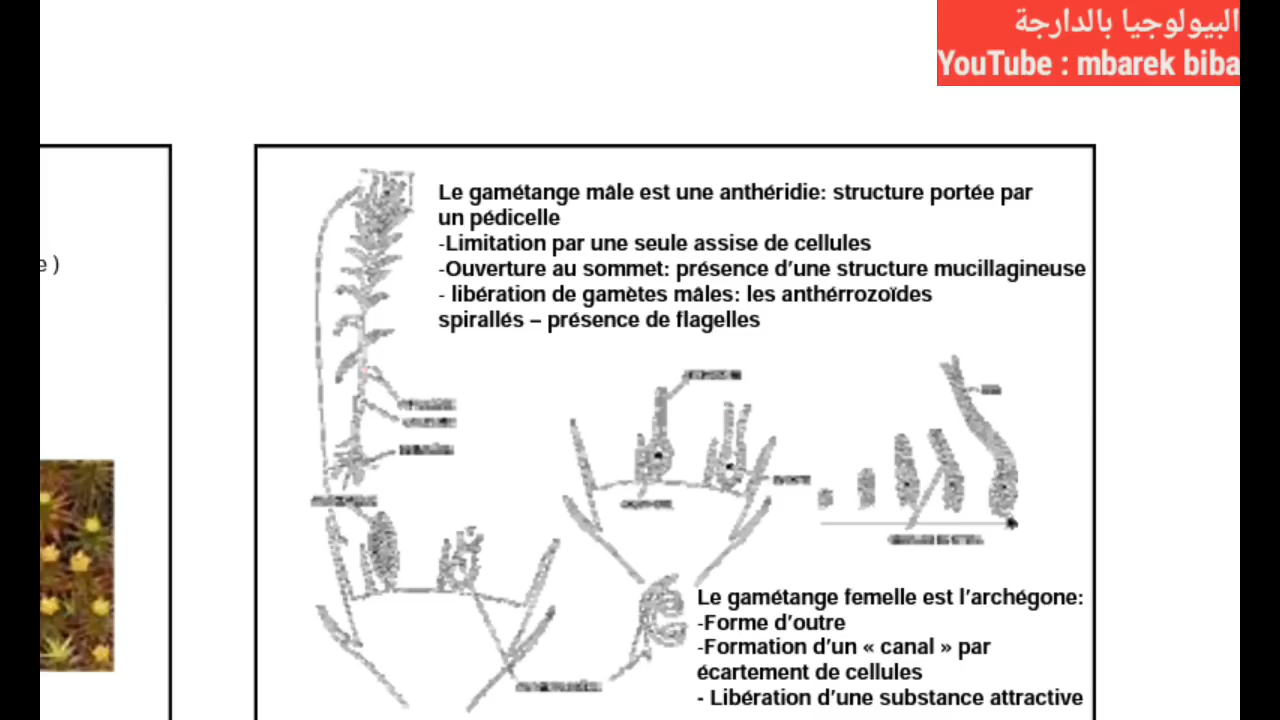 البيولوجيا بالدارجة
YouTube : mbarek biba
e )
Le gamétange mâle est une anthéridie: structure portée par
un pédicelle
-Limitation par une seule assise de cellules
-Ouverture au sommet: présence d’une structure mucillagineuse
- libération de gamètes mâles: les anthérrozoïdes
spirallés – présence de flagelles
Le gamétange femelle est l’archégone:
-Forme d’outre
-Formation d’un « canal » par
écartement de cellules
- Libération d’une substance attractive